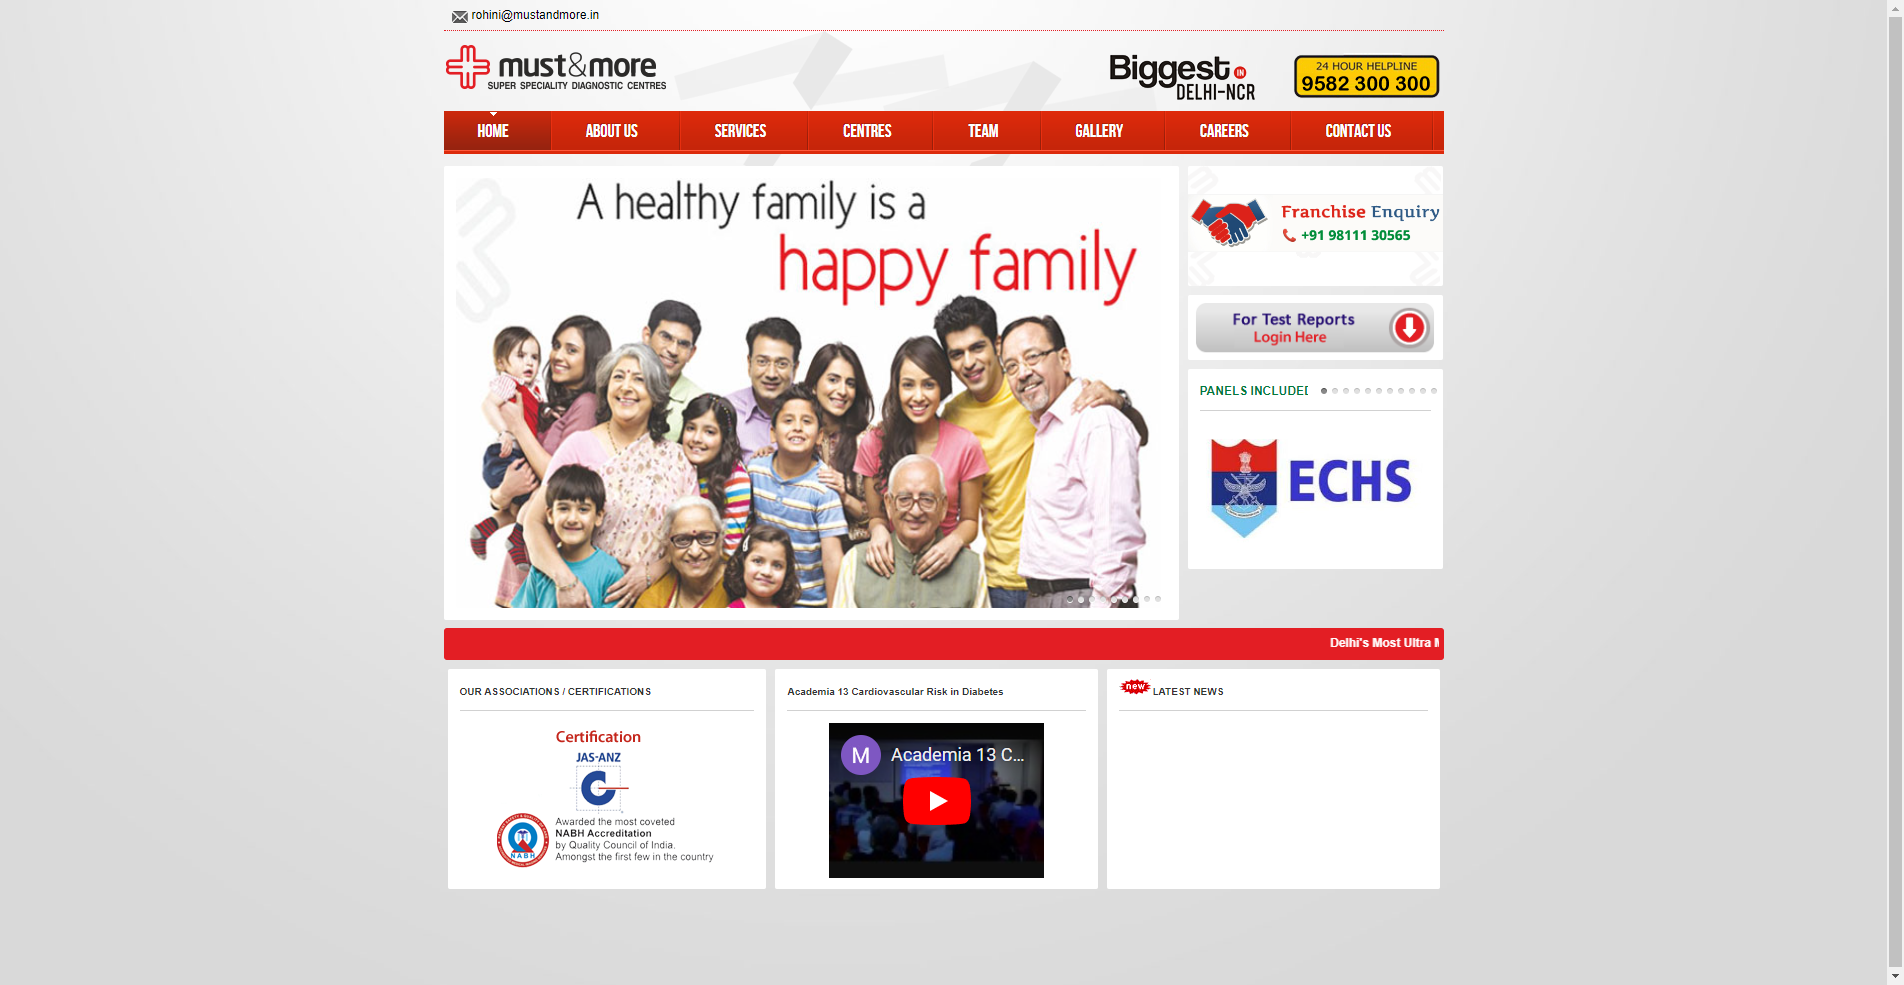 rohini@mustandmore.in
must&more
SUPER SPECIALITY DIAGNOSTIC CENTRES
Biggest IN
DELHI-NCR
24 HOUR HELPLINE
9582 300 300
HOME
ABOUT US
SERVICES
CENTRES
TEAM
GALLERY
CAREERS
CONTACT US
A healthy family is a
happy family
Franchise Enquiry
+91 98111 30565
For Test Reports
Login Here
PANELS INCLUDED
ECHS
Delhi's Most Ultra
OUR ASSOCIATIONS / CERTIFICATIONS
Certification
JAS-ANZ
Awarded the most coveted
NABH Accreditation
by Quality Council of India.
Amongst the first few in the country
NABH
Academia 13 Cardiovascular Risk in Diabetes
M
Academia 13 C...
new LATEST NEWS